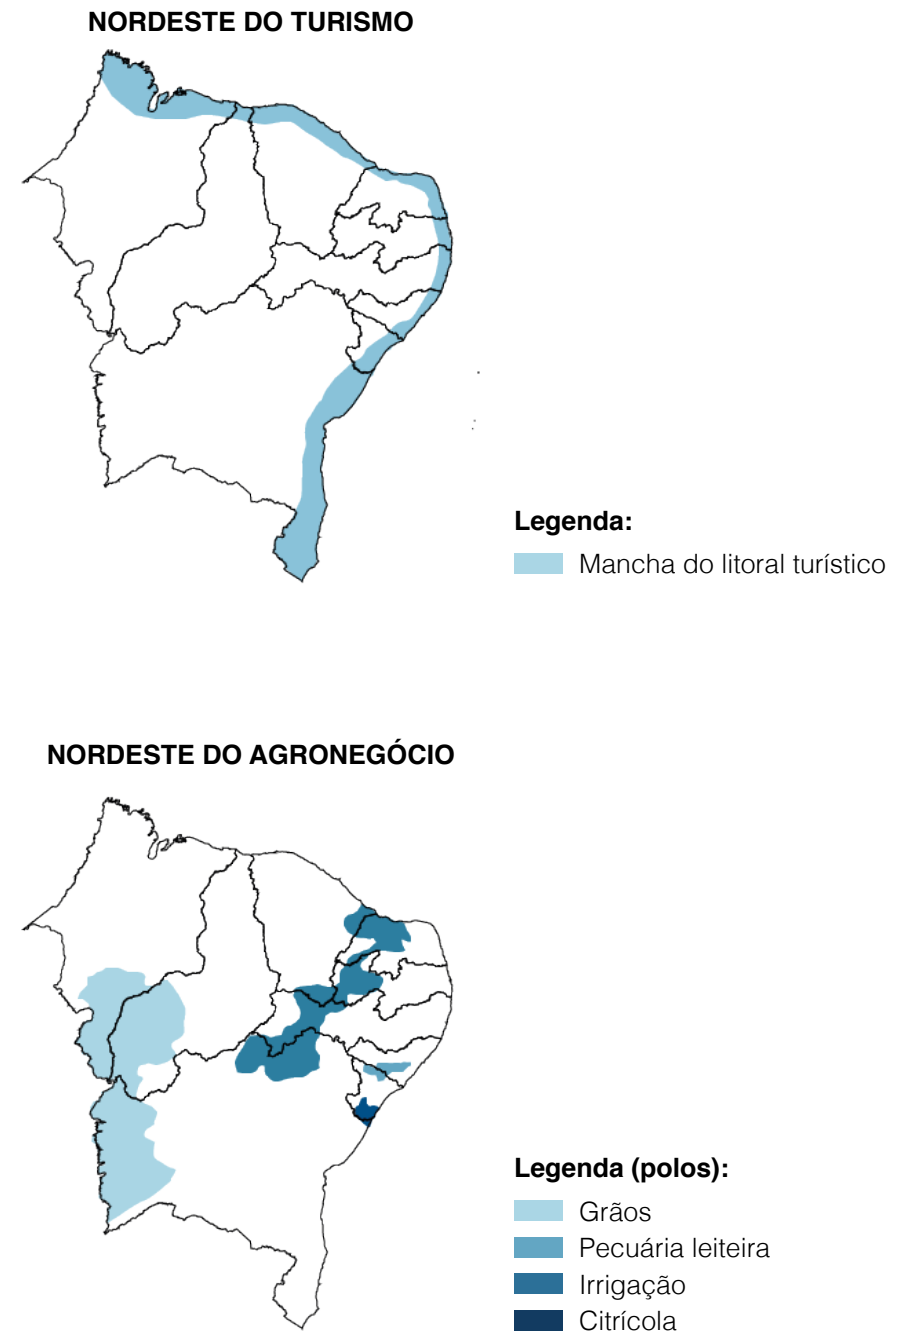 NORDESTE DO TURISMO
Legenda:
Mancha do litoral turístico
NORDESTE DO AGRONEGÓCIO
Legenda (polos):
Grãos
Pecuária leiteira
Irrigação
Citrícola